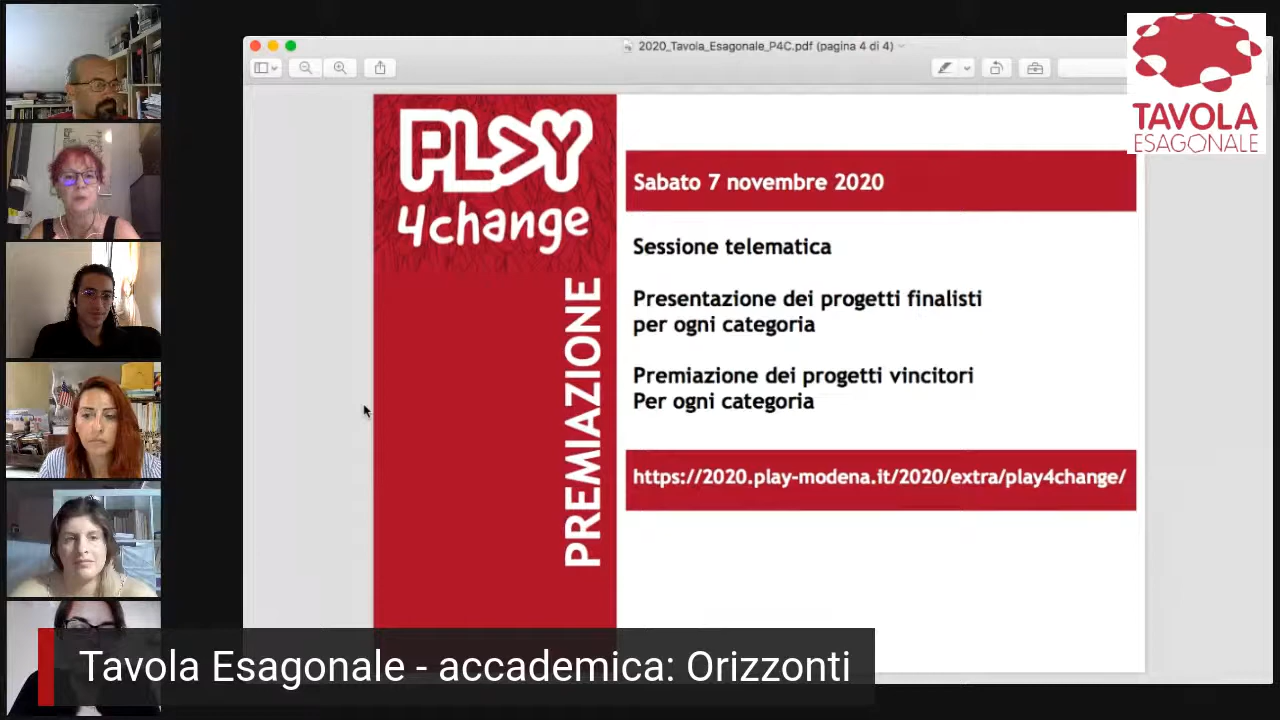 2020_Tavola_Esagonale_P4C.pdf (pagina 4 di 4)
TAVOLA
ESAGONALE
PLAY
4change
PREMIAZIONE
Sabato 7 novembre 2020
Sessione telematica
Presentazione dei progetti finalisti
per ogni categoria
Premiazione dei progetti vincitori
Per ogni categoria
https://2020.play-modena.it/2020/extra/play4change/
Tavola Esagonale - accademica: Orizzonti